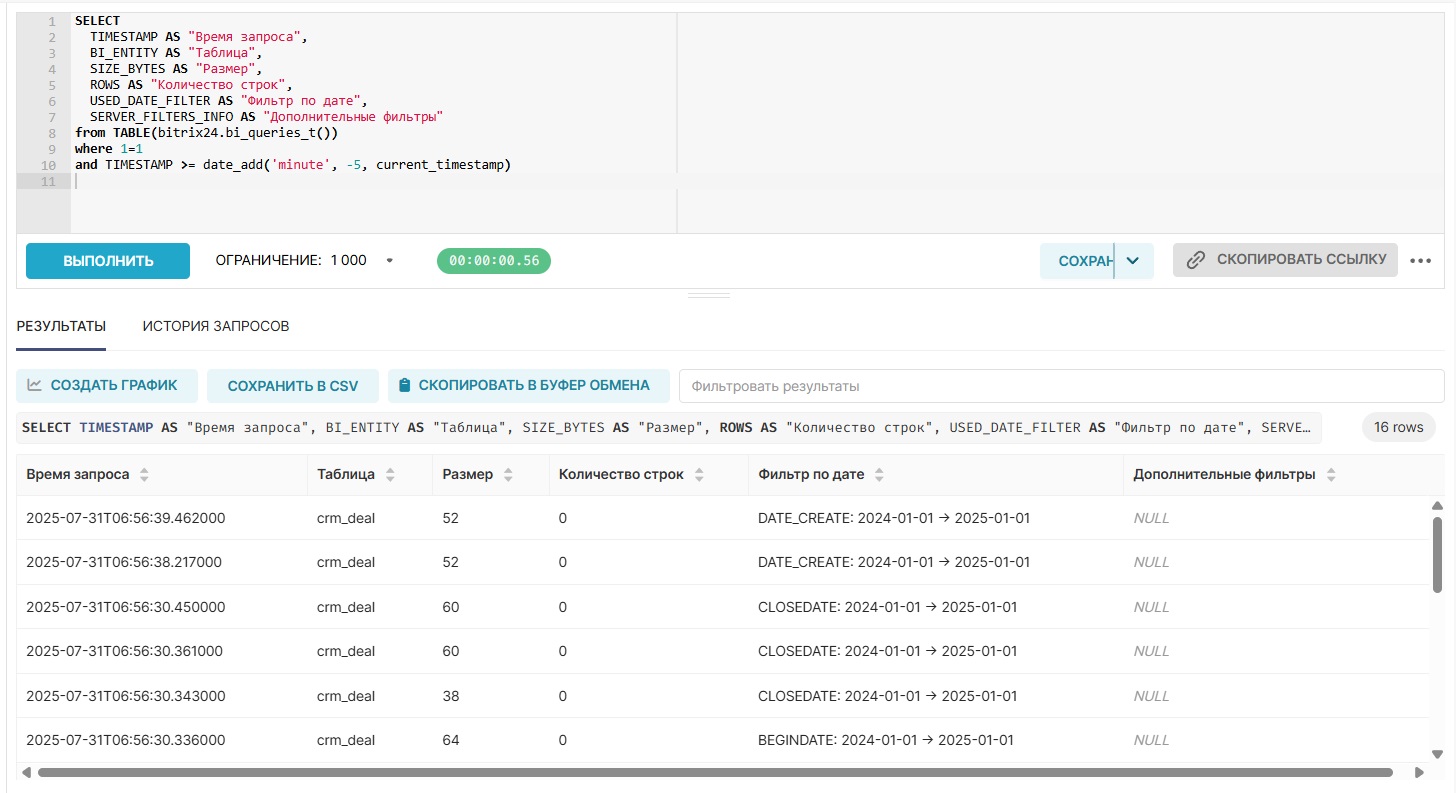 1 SELECT
2 TIMESTAMP AS "Время запроса",
3 BI_ENTITY AS "Таблица",
4 SIZE_BYTES AS "Размер",
5 ROWS AS "Количество строк",
6 USED_DATE_FILTER AS "Фильтр по дате",
7 SERVER_FILTERS_INFO AS "Дополнительные фильтры"
8 from TABLE(bitrix24.bi_queries_t())
9 where 1=1
10 and TIMESTAMP >= date_add('minute', -5, current_timestamp)
11
ВЫПОЛНИТЬ ОГРАНИЧЕНИЕ: 1 000 00:00:00.56 СОХРАН СКОПИРОВАТЬ ССЫЛКУ
РЕЗУЛЬТАТЫ ИСТОРИЯ ЗАПРОСОВ
СОЗДАТЬ ГРАФИК СОХРАНИТЬ В CSV СКОПИРОВАТЬ В БУФЕР ОБМЕНА Фильтровать результаты
SELECT TIMESTAMP AS "Время запроса", BI_ENTITY AS "Таблица", SIZE_BYTES AS "Размер", ROWS AS "Количество строк", USED_DATE_FILTER AS "Фильтр по дате", SERVE… 16 rows
Время запроса Таблица Размер Количество строк Фильтр по дате Дополнительные фильтры
2025-07-31T06:56:39.462000 crm_deal 52 0 DATE_CREATE: 2024-01-01 → 2025-01-01 NULL
2025-07-31T06:56:38.217000 crm_deal 52 0 DATE_CREATE: 2024-01-01 → 2025-01-01 NULL
2025-07-31T06:56:30.450000 crm_deal 60 0 CLOSEDATE: 2024-01-01 → 2025-01-01 NULL
2025-07-31T06:56:30.361000 crm_deal 60 0 CLOSEDATE: 2024-01-01 → 2025-01-01 NULL
2025-07-31T06:56:30.343000 crm_deal 38 0 CLOSEDATE: 2024-01-01 → 2025-01-01 NULL
2025-07-31T06:56:30.336000 crm_deal 64 0 BEGINDATE: 2024-01-01 → 2025-01-01 NULL